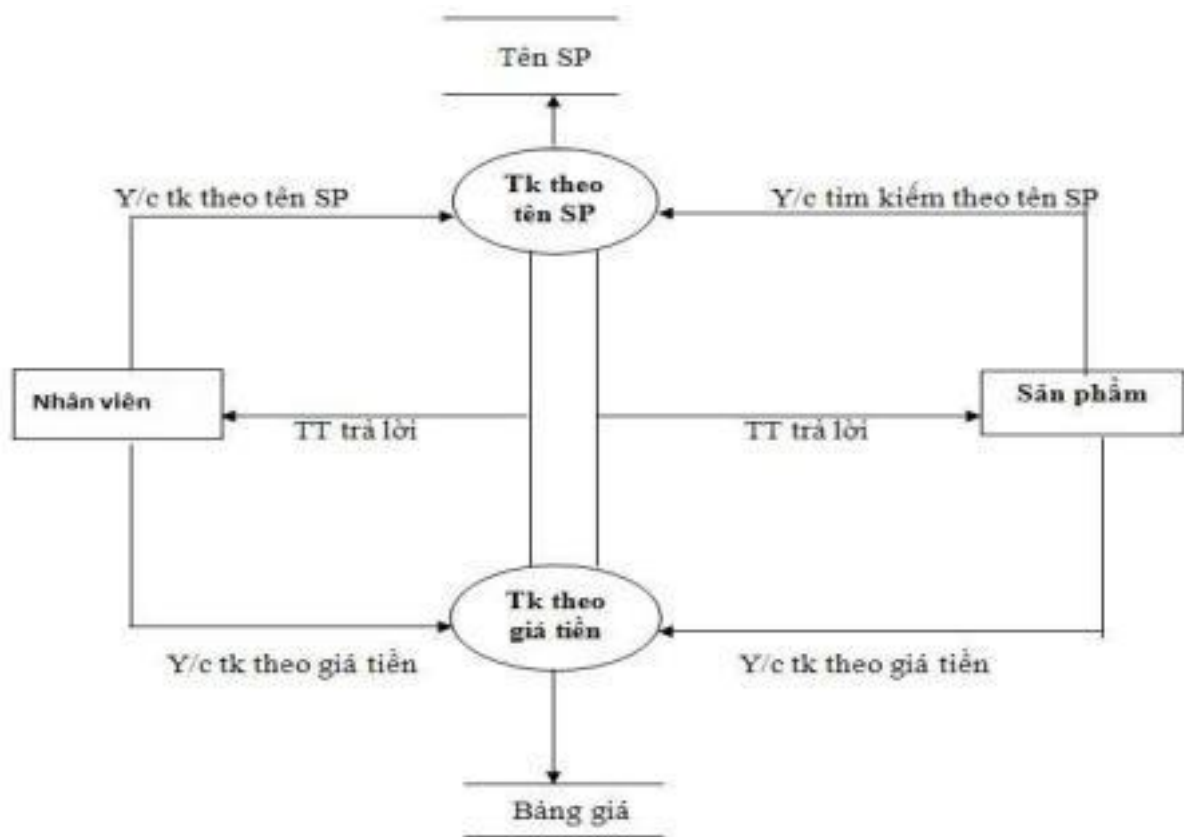 Tên SP
Tk theo
tên SP
Y/c tk theo tên SP
Y/c tìm kiếm theo tên SP
Nhân viên
Sản phẩm
TT trả lời
TT trả lời
Tk theo
giá tiền
Y/c tk theo giá tiền
Y/c tk theo giá tiền
Bảng giá